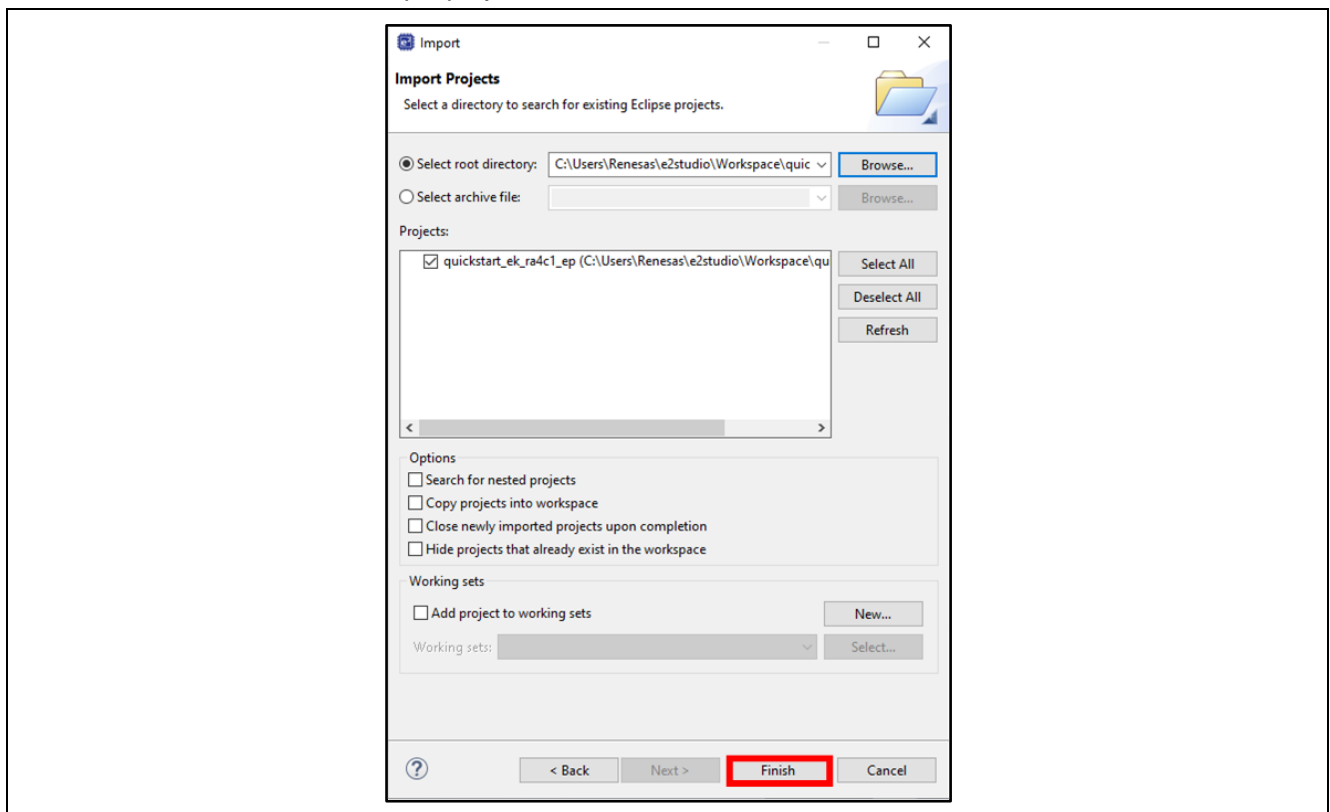 Import
Import Projects
Select a directory to search for existing Eclipse projects.
Select root directory: C:\Users\Renesas\e2studio\Workspace\quic Browse...
Select archive file: Browse...
Projects:
quickstart_ek_ra4c1_ep (C:\Users\Renesas\e2studio\Workspace\qu Select All
Deselect All
Refresh
Options
Search for nested projects
Copy projects into workspace
Close newly imported projects upon completion
Hide projects that already exist in the workspace
Working sets
Add project to working sets New...
Working sets: Select...
? < Back Next > Finish Cancel